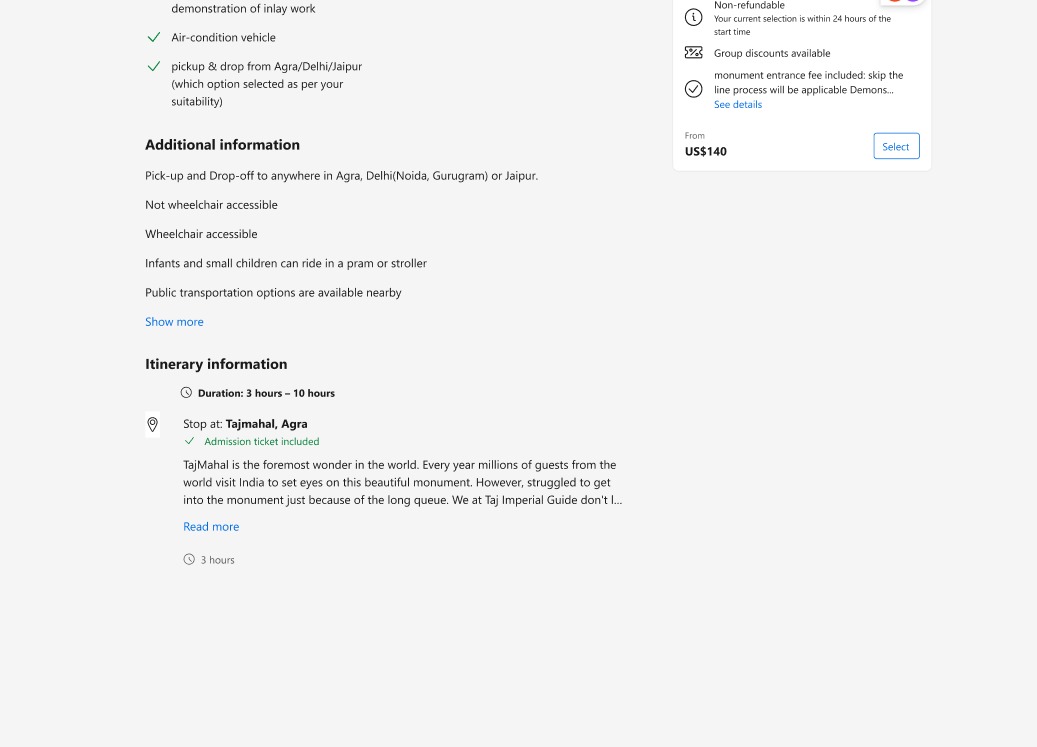 demonstration of inlay work
Air-condition vehicle
pickup & drop from Agra/Delhi/Jaipur
(which option selected as per your
suitability)
Additional information
Pick-up and Drop-off to anywhere in Agra, Delhi(Noida, Gurugram) or Jaipur.
Not wheelchair accessible
Wheelchair accessible
Infants and small children can ride in a pram or stroller
Public transportation options are available nearby
Show more
Itinerary information
Duration: 3 hours – 10 hours
Stop at: Tajmahal, Agra
Admission ticket included
TajMahal is the foremost wonder in the world. Every year millions of guests from the
world visit India to set eyes on this beautiful monument. However, struggled to get
into the monument just because of the long queue. We at Taj Imperial Guide don't l...
Read more
3 hours
Non-refundable
Your current selection is within 24 hours of the
start time
Group discounts available
monument entrance fee included: skip the
line process will be applicable Demons...
See details
From
US$140
Select